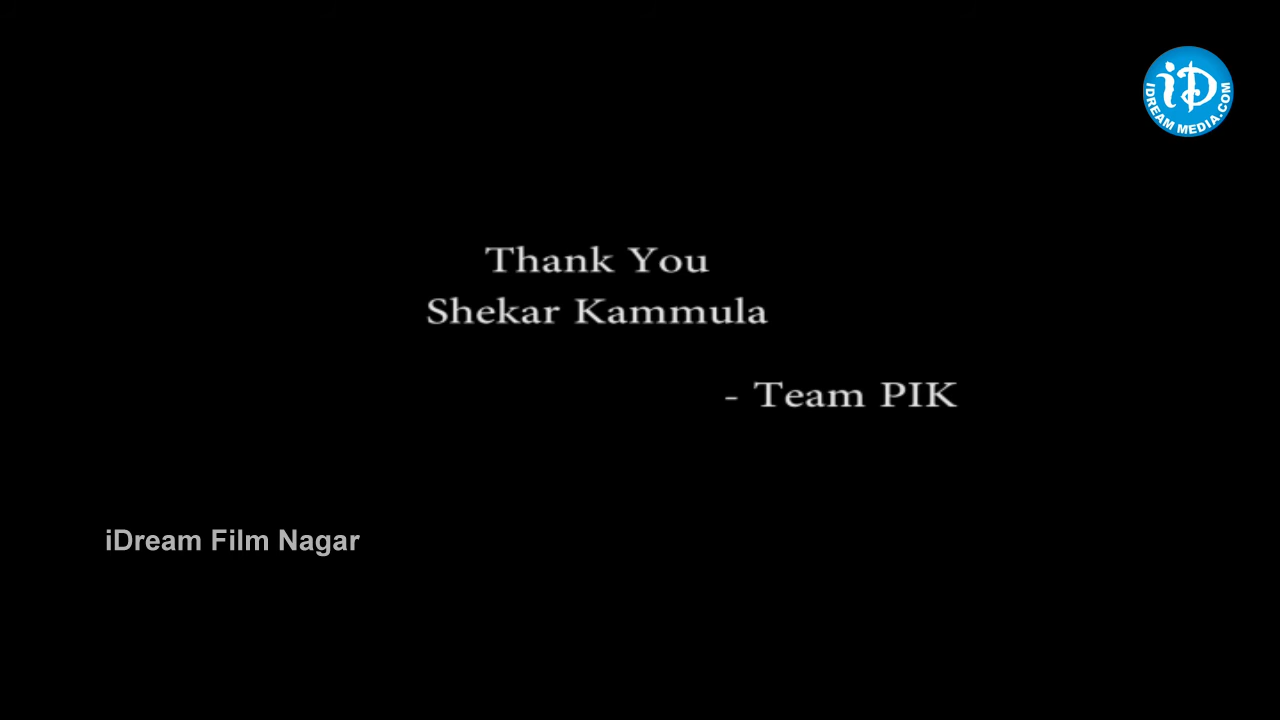 iD
IDREAM MEDIA.COM
Thank You
Shekar Kammula
- Team PIK
iDream Film Nagar